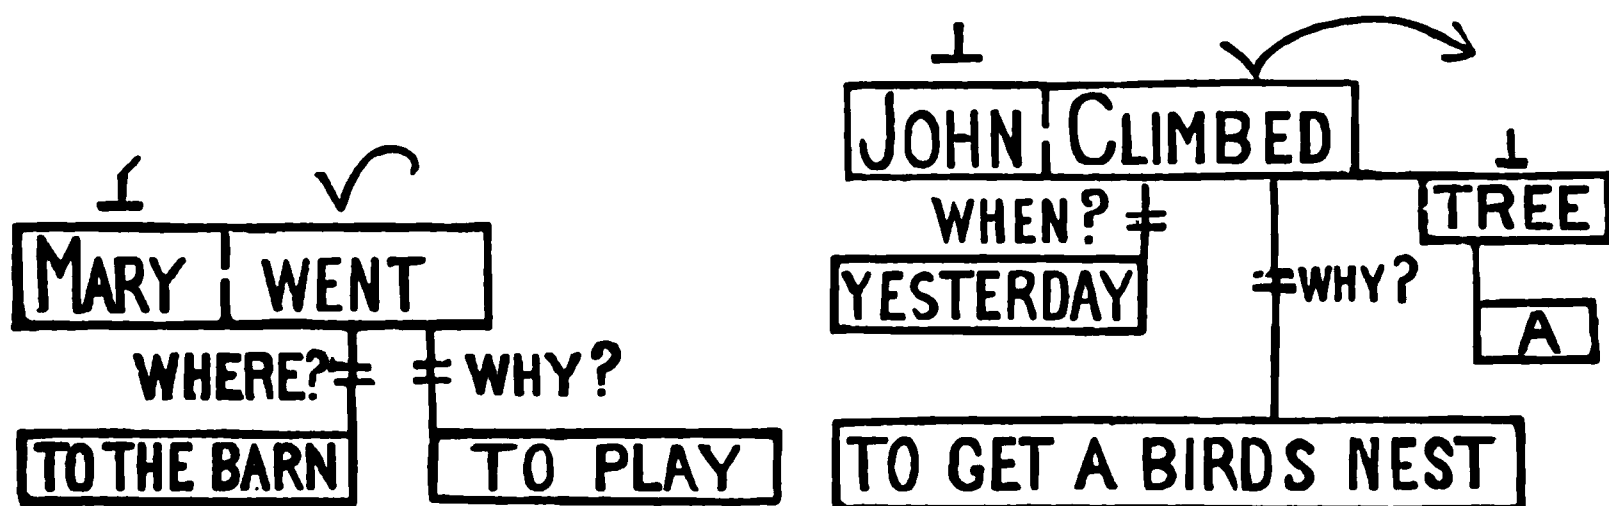 MARY WENT
WHERE? WHY?
TO THE BARN TO PLAY
JOHN CLIMBED
TREE
WHEN?
WHY?
YESTERDAY
A
TO GET A BIRDS NEST